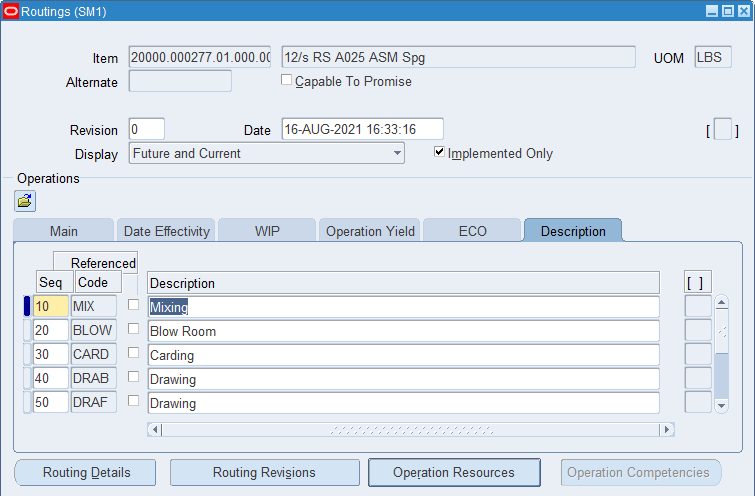 Routings (SM1)
Item 20000.000277.01.000.00 12/s RS A025 ASM Spg UOM LBS
Alternate Capable To Promise
Revision 0 Date 16-AUG-2021 16:33:16 [ ]
Display Future and Current Implemented Only
Operations
Main Date Effectivity WIP Operation Yield ECO Description
Referenced
Seq Code Description [ ]
10 MIX Mixing
20 BLOW Blow Room
30 CARD Carding
40 DRAB Drawing
50 DRAF Drawing
Routing Details Routing Revisions Operation Resources Operation Competencies